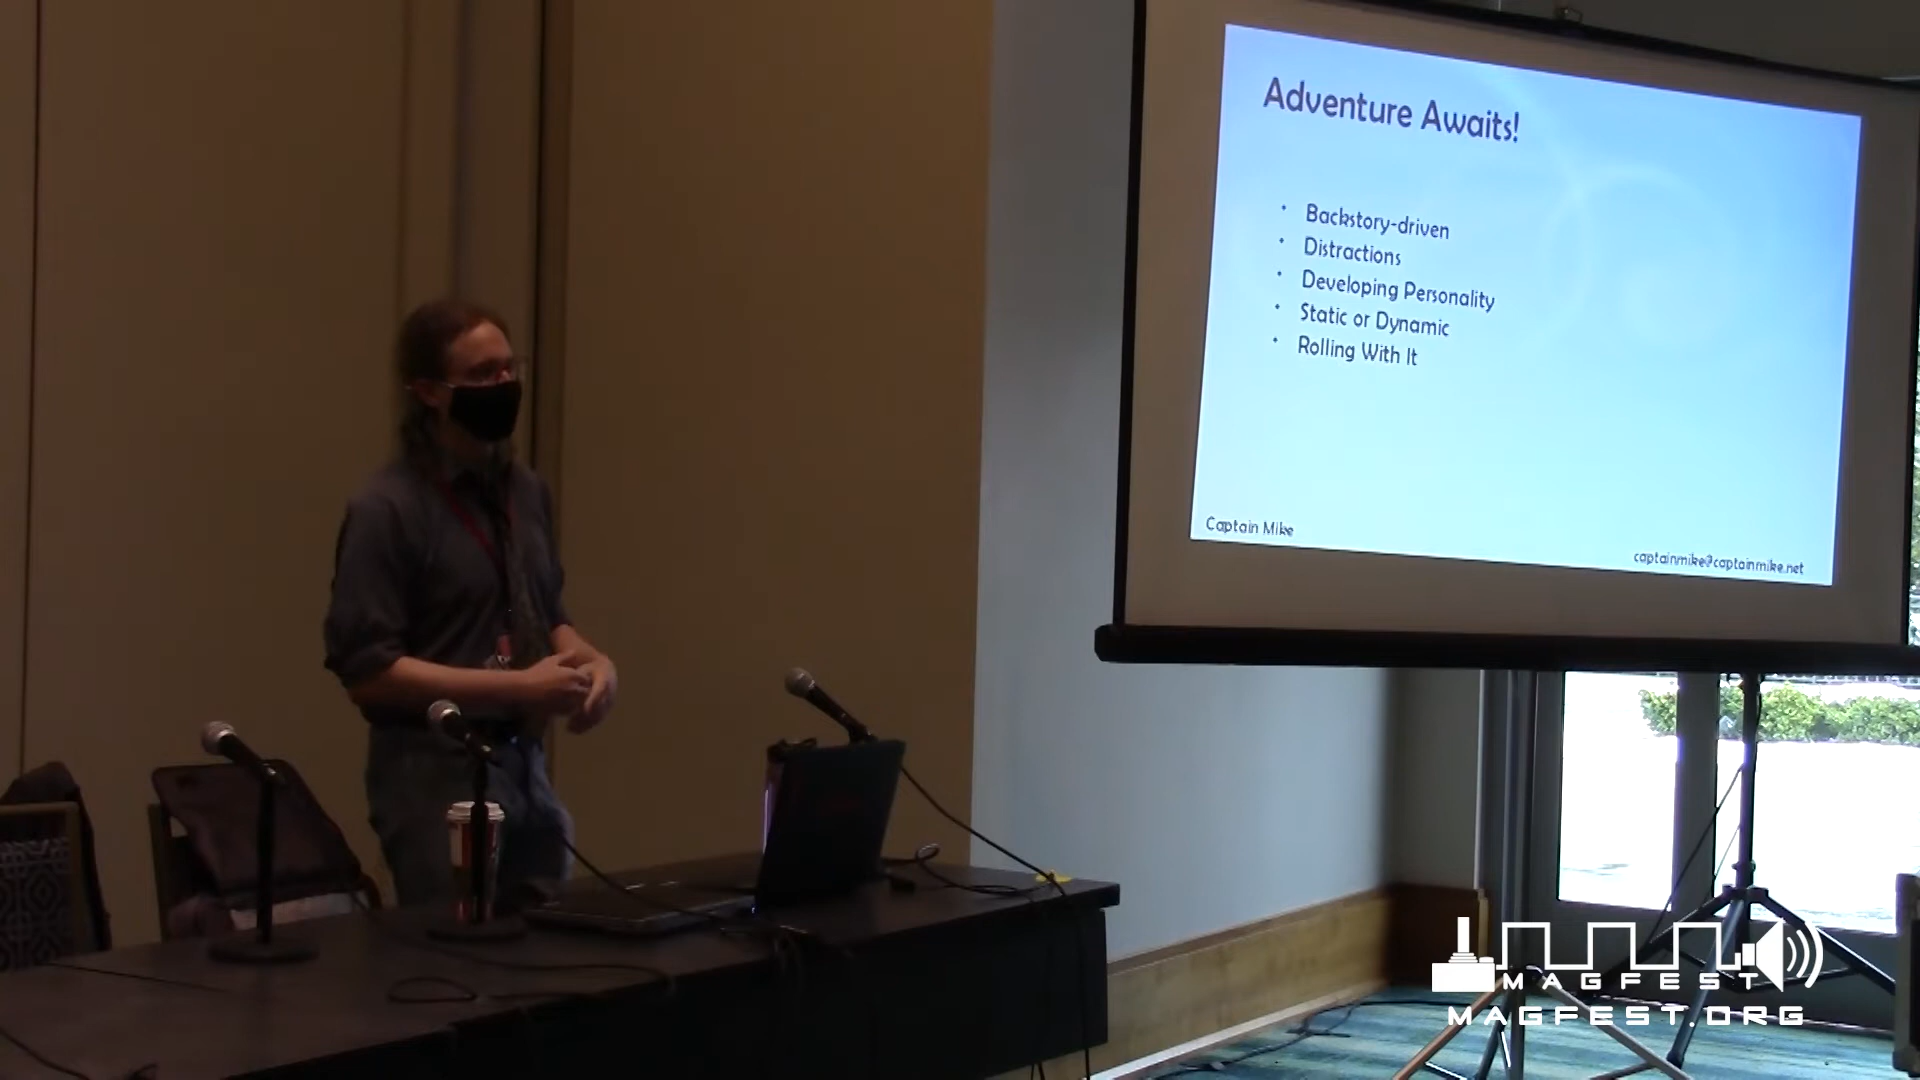 Adventure Awaits!
• Backstory-driven
• Distractions
• Developing Personality
• Static or Dynamic
• Rolling With It
Captain Mike
captainmike@captainmike.net
MAGFEST
MAGFEST.ORG